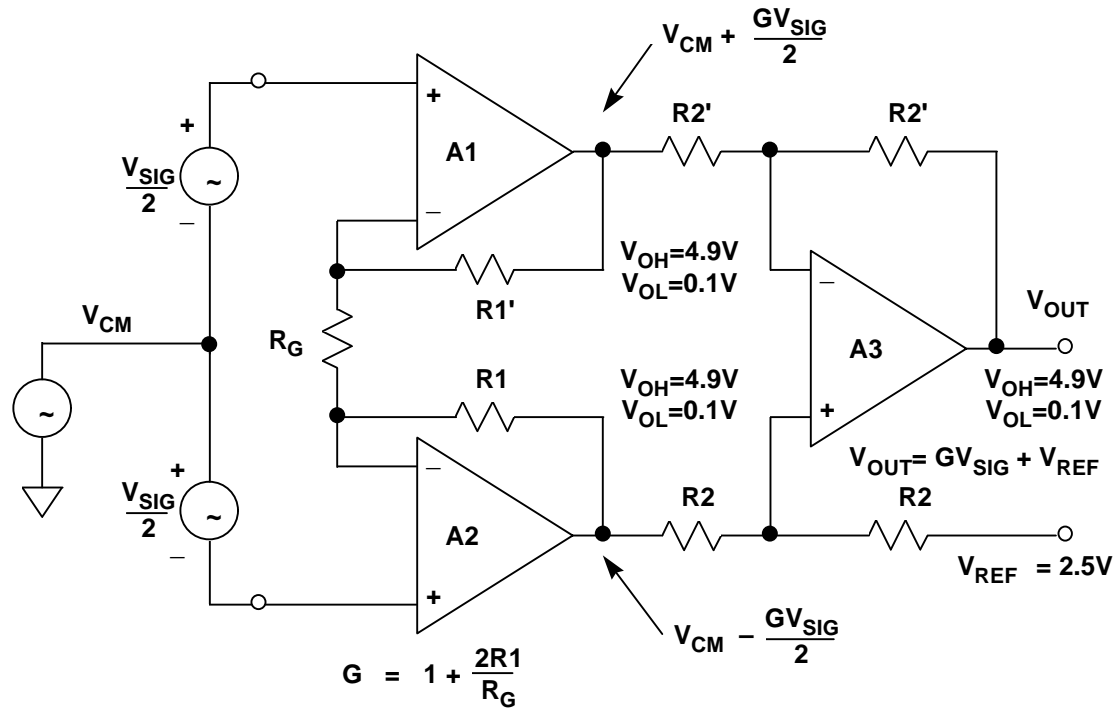 V_CM + GV_SIG
2
R2'
R2'
+
A1
−
+
V_SIG
2
~
−
V_OH=4.9V
V_OL=0.1V
R1'
V_CM
R_G
−
A3
+
V_OUT
V_OH=4.9V
V_OL=0.1V
~
R1
V_OH=4.9V
V_OL=0.1V
V_OUT= GV_SIG + V_REF
+
V_SIG
2
~
−
−
A2
+
R2
R2
V_REF = 2.5V
V_CM − GV_SIG
2
G = 1 + 2R1
R_G